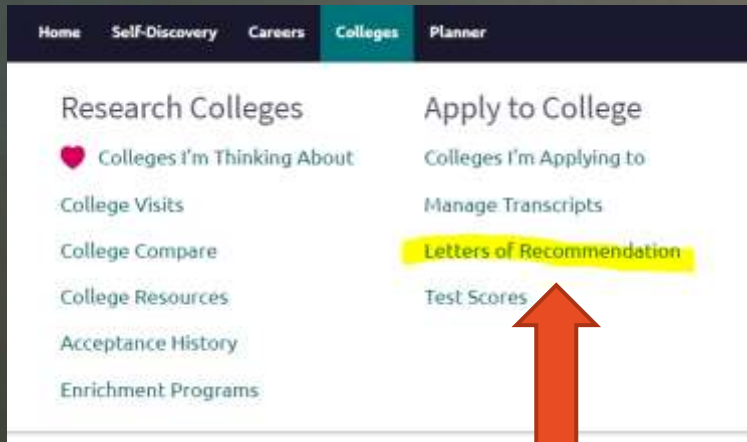 Home Self-Discovery Careers Colleges Planner
Research Colleges
Colleges I'm Thinking About
College Visits
College Compare
College Resources
Acceptance History
Enrichment Programs
Apply to College
Colleges I'm Applying to
Manage Transcripts
Letters of Recommendation
Test Scores